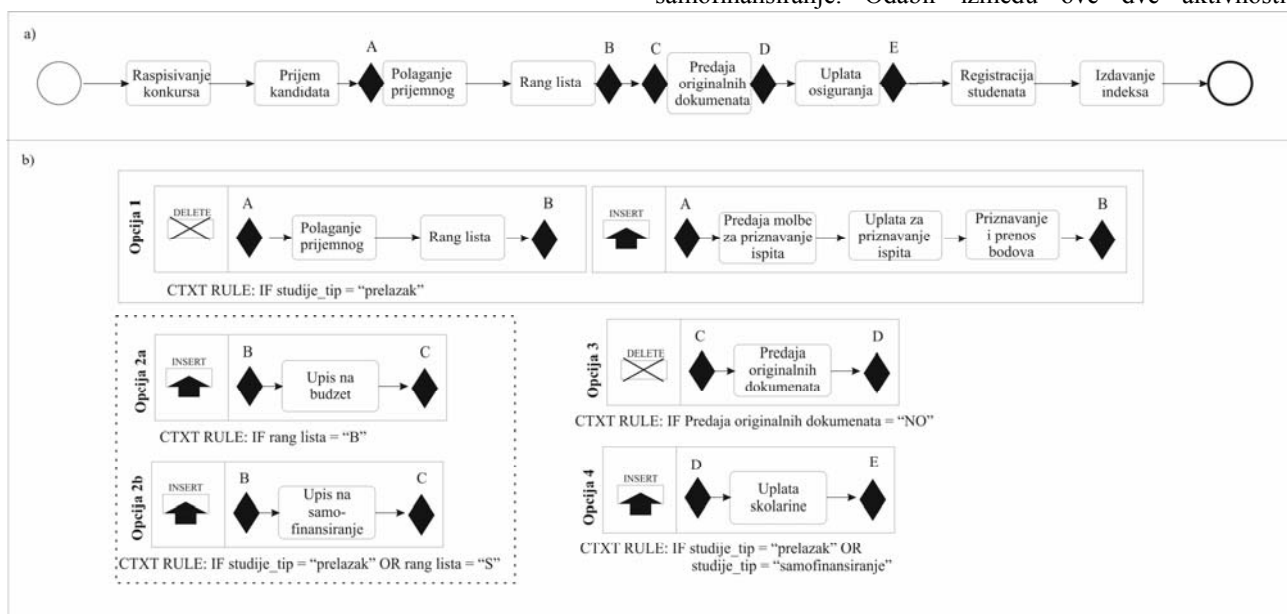 samofinansiranje. Odabir između ove dve aktivnosti
a)
A
B
C
D
E
Raspisivanje
konkursa
Prijem
kandidata
Polaganje
prijemnog
Rang lista
Predaja
originalnih
dokumenata
Uplata
osiguranja
Registracija
studenata
Izdavanje
indeksa
b)
Opcija 1
DELETE
A
Polaganje
prijemnog
Rang lista
B
INSERT
A
Predaja molbe
za priznavanje
ispita
Uplata za
priznavanje
ispita
Priznavanje
i prenos
bodova
B
CTXT RULE: IF studije_tip = “prelazak”
Opcija 2a
INSERT
B
Upis na
budzet
C
CTXT RULE: IF rang lista = “B”
Opcija 3
DELETE
C
Predaja
originalnih
dokumenata
D
CTXT RULE: IF Predaja originalnih dokumenata = “NO”
Opcija 2b
INSERT
B
Upis na
samo-
finansiranje
C
CTXT RULE: IF studije_tip = “prelazak” OR rang lista = “S”
Opcija 4
INSERT
D
Uplata
skolarine
E
CTXT RULE: IF studije_tip = “prelazak” OR
studije_tip = “samofinansiranje”